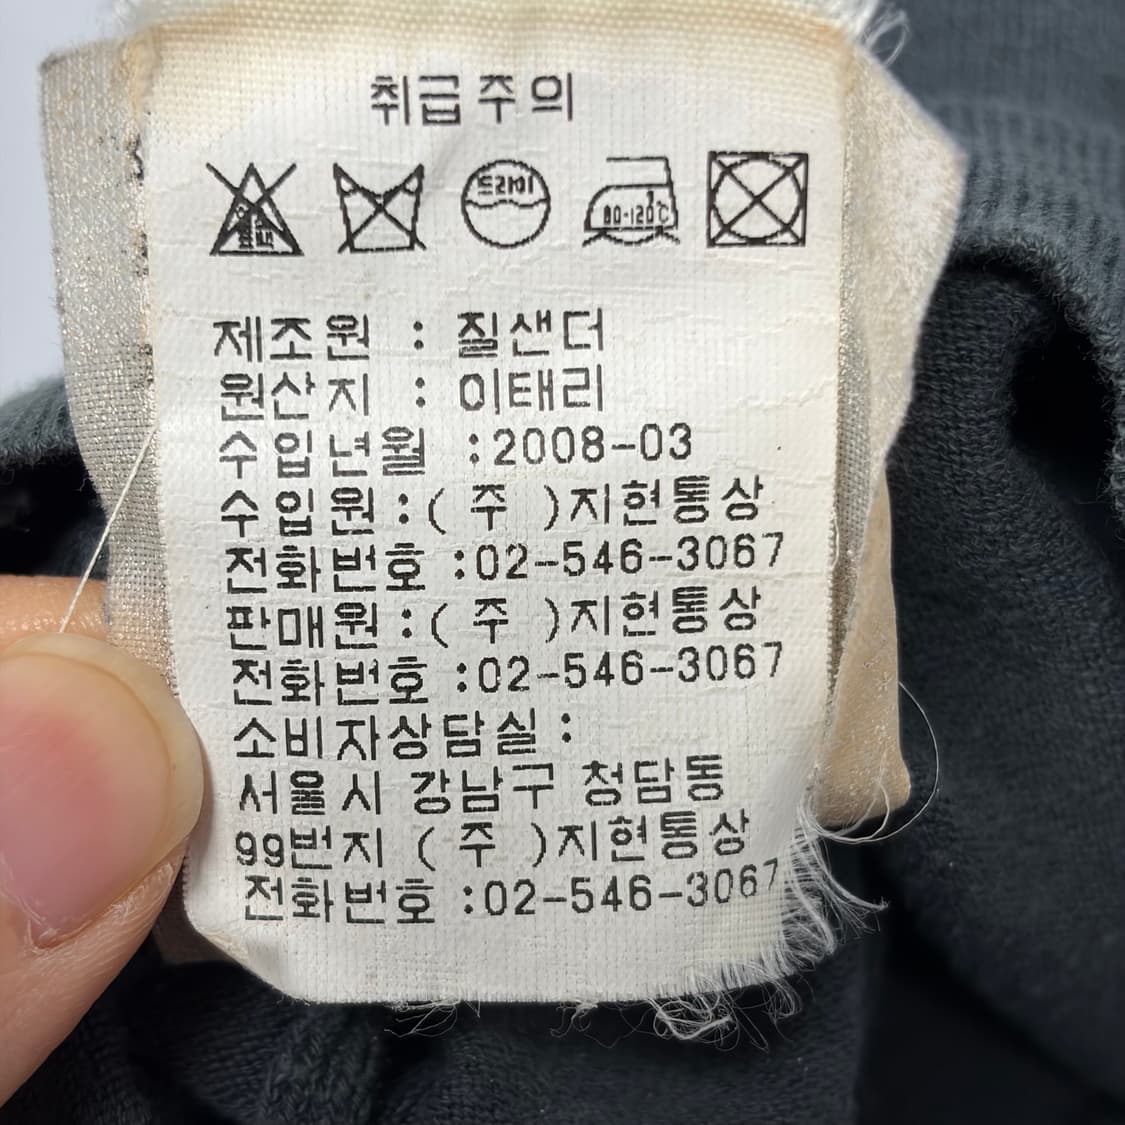 취급주의
염소표백
드라이
80-120℃
제조원 : 질샌더
원산지 : 이태리
수입년월 :2008-03
수입원:( 주 )지현통상
전화번호 :02-546-3067
판매원:( 주 )지현통상
전화번호 :02-546-3067
소비자상담실 :
서울시 강남구 청담동
99번지 ( 주 )지현통상
전화번호 :02-546-3067